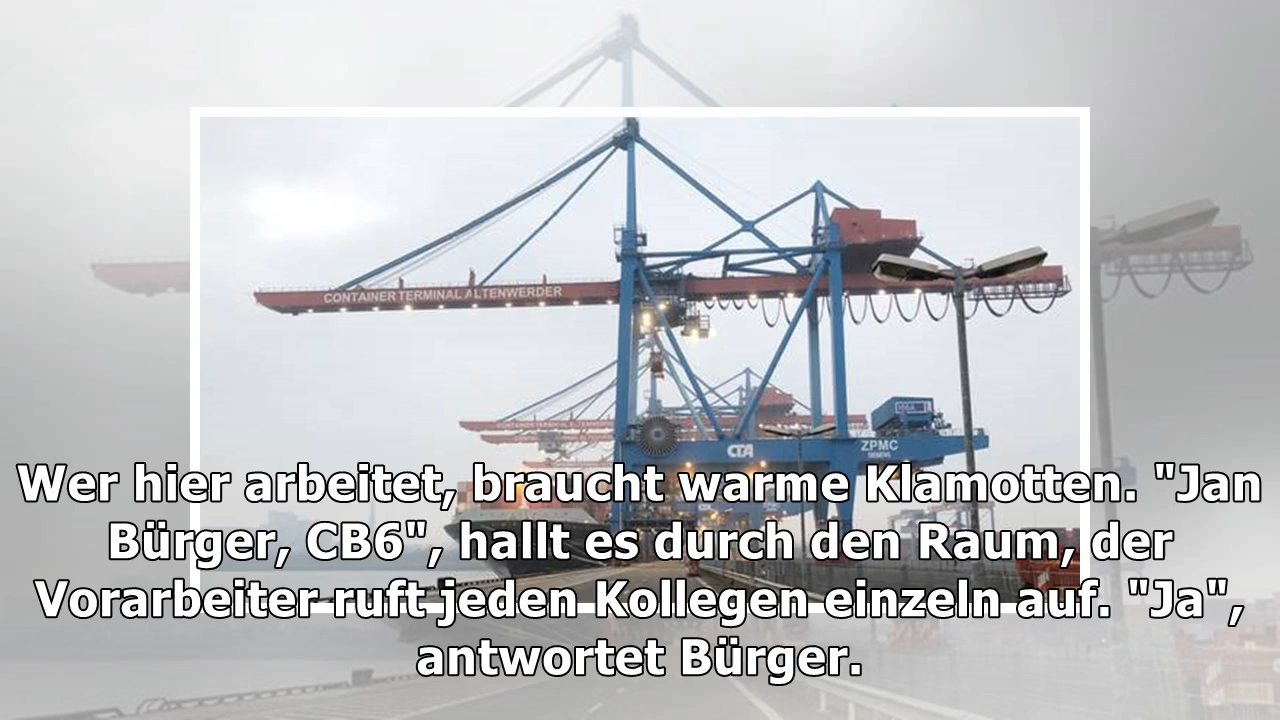 CONTAINER TERMINAL ALTENWERDER
CTA
ZPMC
SIEMENS
Wer hier arbeitet, braucht warme Klamotten. "Jan
Bürger, CB6", hallt es durch den Raum, der
Vorarbeiter ruft jeden Kollegen einzeln auf. "Ja",
antwortet Bürger.